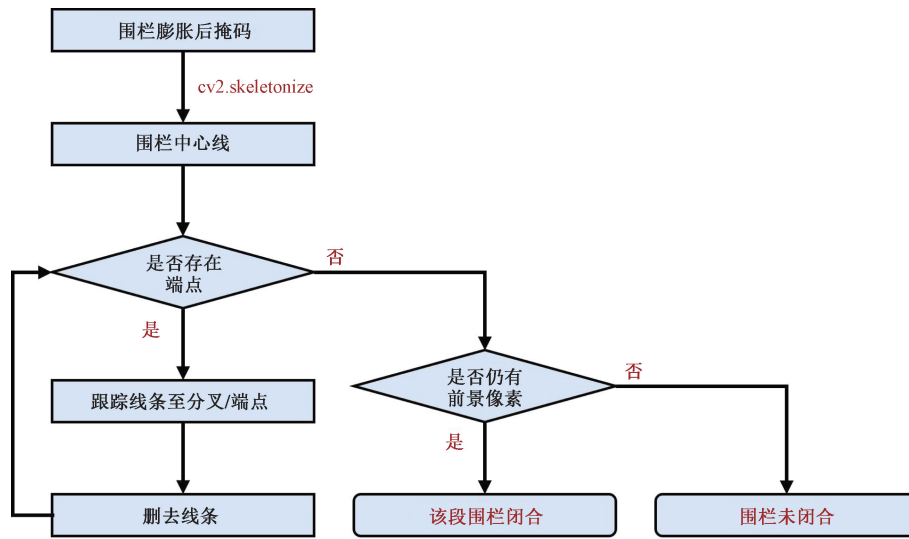 围栏膨胀后掩码
cv2.skeletonize
围栏中心线
是否存在
端点
否
是
跟踪线条至分叉/端点
删去线条
是否仍有
前景像素
否
是
该段围栏闭合
围栏未闭合